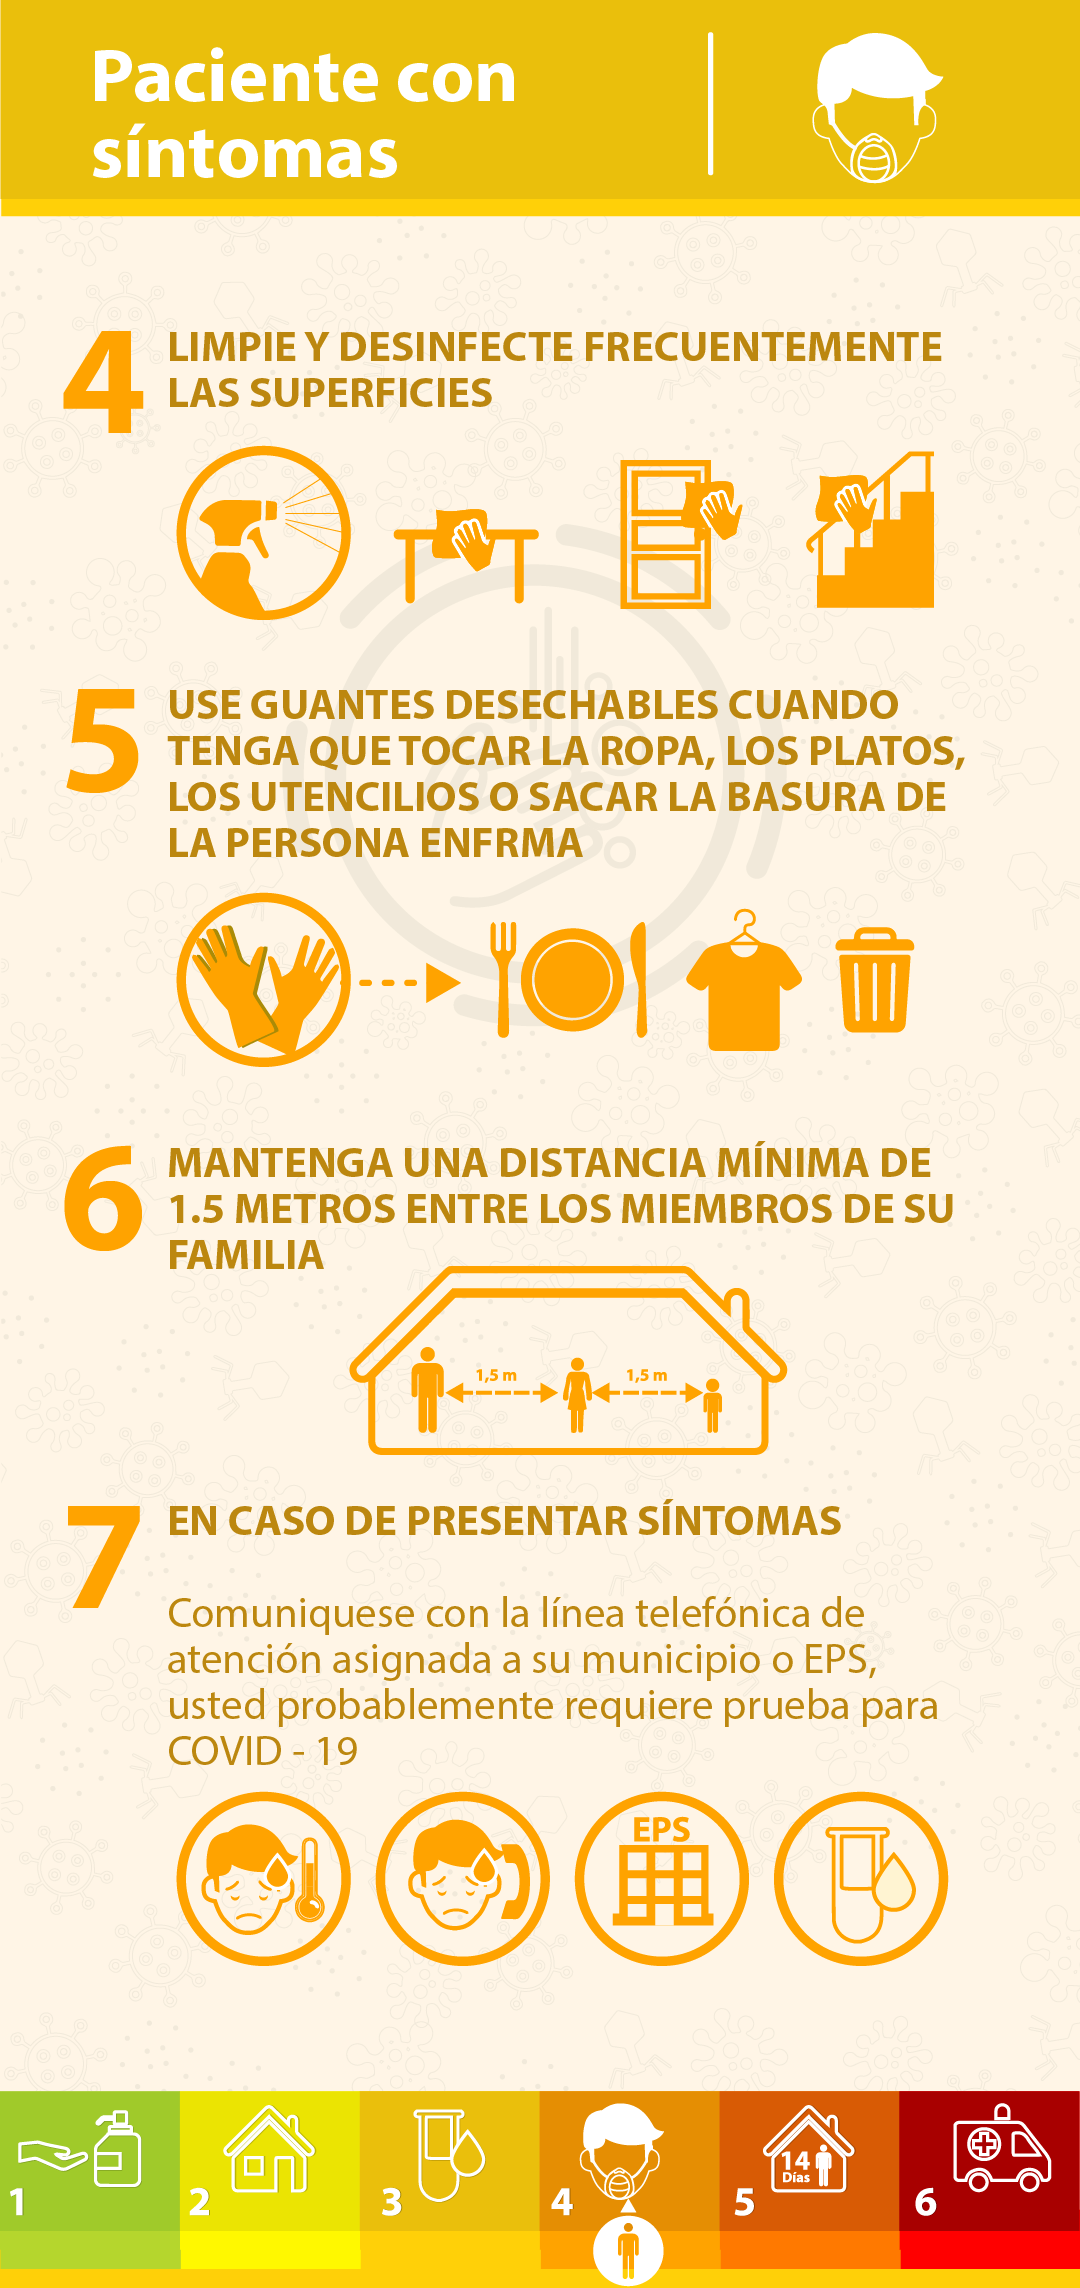 Paciente con
síntomas
4
LIMPIE Y DESINFECTE FRECUENTEMENTE
LAS SUPERFICIES
5
USE GUANTES DESECHABLES CUANDO
TENGA QUE TOCAR LA ROPA, LOS PLATOS,
LOS UTENCILIOS O SACAR LA BASURA DE
LA PERSONA ENFRMA
6
MANTENGA UNA DISTANCIA MÍNIMA DE
1.5 METROS ENTRE LOS MIEMBROS DE SU
FAMILIA
1,5 m
1,5 m
7
EN CASO DE PRESENTAR SÍNTOMAS
Comuniquese con la línea telefónica de
atención asignada a su municipio o EPS,
usted probablemente requiere prueba para
COVID - 19
EPS
1
2
3
4
14
Días
5
6